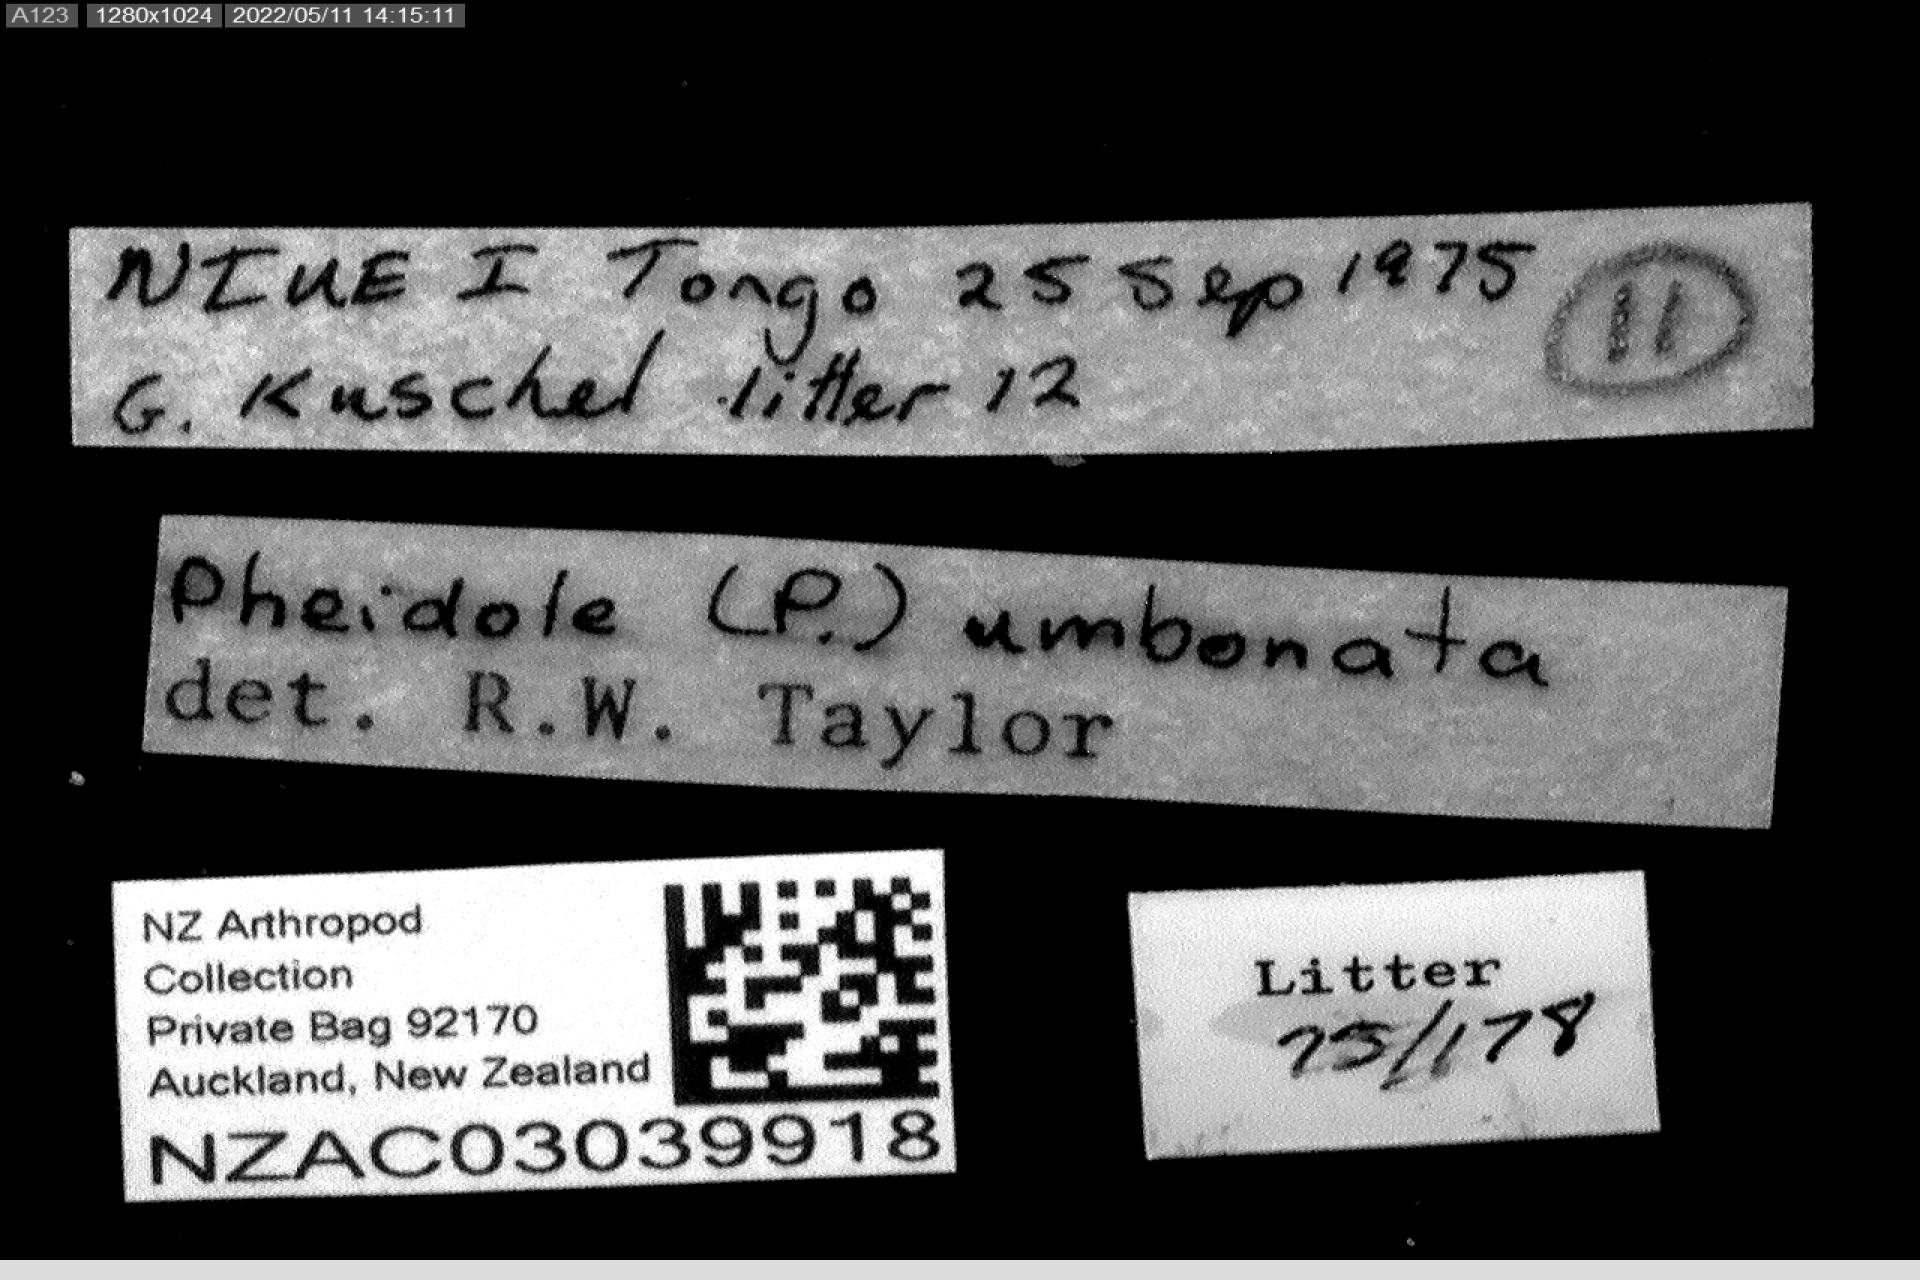 A123 1280x1024 2022/05/11 14:15:11
NIUE I Tongo 25 Sep 1975 11
G. Kuschel litter 12
Pheidole (P.) umbonata
det. R.W. Taylor
NZ Arthropod
Collection
Private Bag 92170
Auckland, New Zealand
NZAC03039918
Litter
75/178